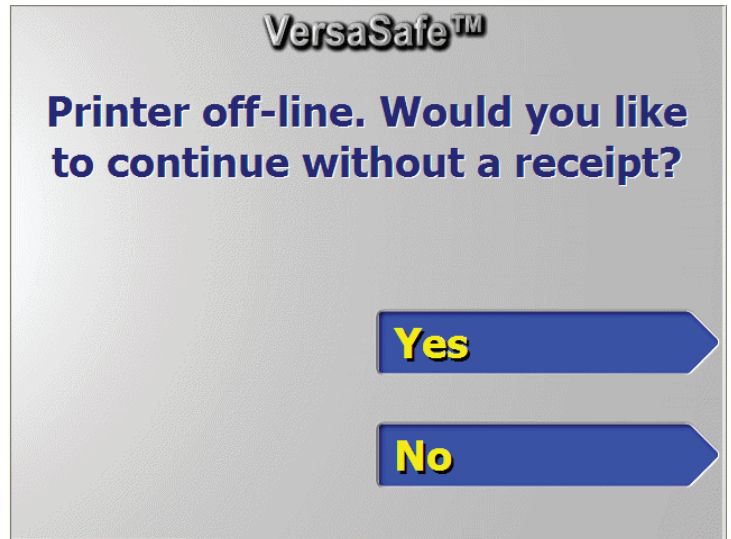 VersaSafe™
Printer off-line. Would you like
to continue without a receipt?
Yes
No